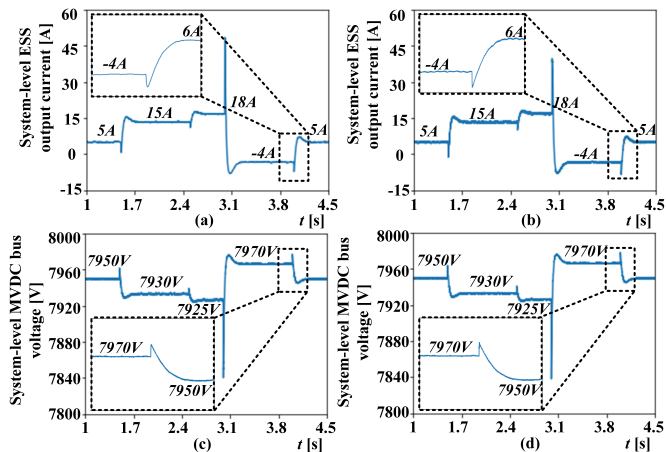 System-level ESS
output current [A]
60
45
30
15
0
-15
-4A
6A
5A
15A
18A
-4A
5A
1
1.7
2.4
3.1
3.8
4.5
(a)
t [s]
System-level ESS
output current [A]
60
45
30
15
0
-15
-4A
6A
5A
15A
18A
-4A
5A
1
1.7
2.4
3.1
3.8
4.5
(b)
t [s]
System-level MVDC bus
voltage [V]
8000
7960
7920
7880
7840
7800
7950V
7930V
7925V
7970V
7970V
7950V
1
1.7
2.4
3.1
3.8
4.5
(c)
t [s]
System-level MVDC bus
voltage [V]
8000
7960
7920
7880
7840
7800
7950V
7930V
7925V
7970V
7970V
7950V
1
1.7
2.4
3.1
3.8
4.5
(d)
t [s]